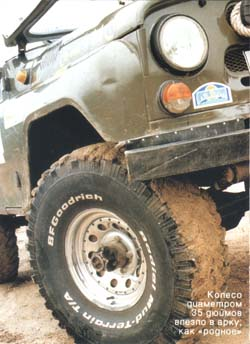 BFGoodrich
Mud-Terrain T/A
Колесо
диаметром
35 дюймов
влезло в арку,
как «родное»